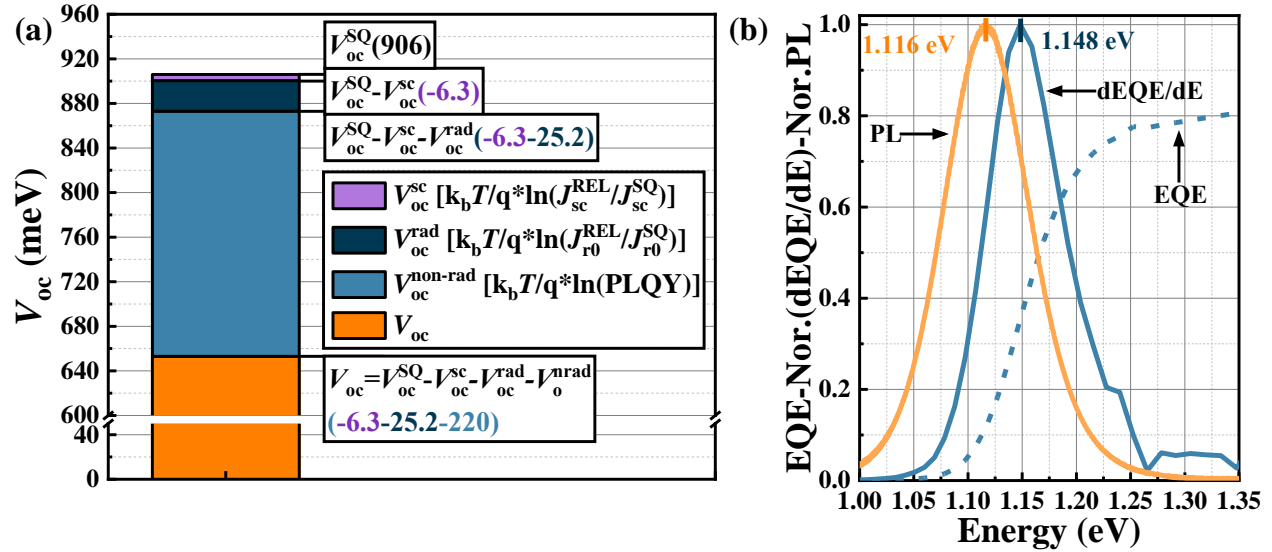 (a)
V_oc (meV)
960
920
880
840
800
760
720
680
640
600
40
0
V_oc^SQ(906)
V_oc^SQ-V_oc^sc(-6.3)
V_oc^SQ-V_oc^sc-V_oc^rad(-6.3-25.2)
V_oc^sc [k_bT/q*ln(J_sc^REL/J_sc^SQ)]
V_oc^rad [k_bT/q*ln(J_r0^REL/J_r0^SQ)]
V_oc^non-rad [k_bT/q*ln(PLQY)]
V_oc
V_oc=V_oc^SQ-V_oc^sc-V_oc^rad-V_o^nrad
(-6.3-25.2-220)
(b)
EQE-Nor.(dEQE/dE)-Nor.PL
1.0
0.8
0.6
0.4
0.2
0.0
1.116 eV
1.148 eV
dEQE/dE
PL
EQE
1.00 1.05 1.10 1.15 1.20 1.25 1.30 1.35
Energy (eV)